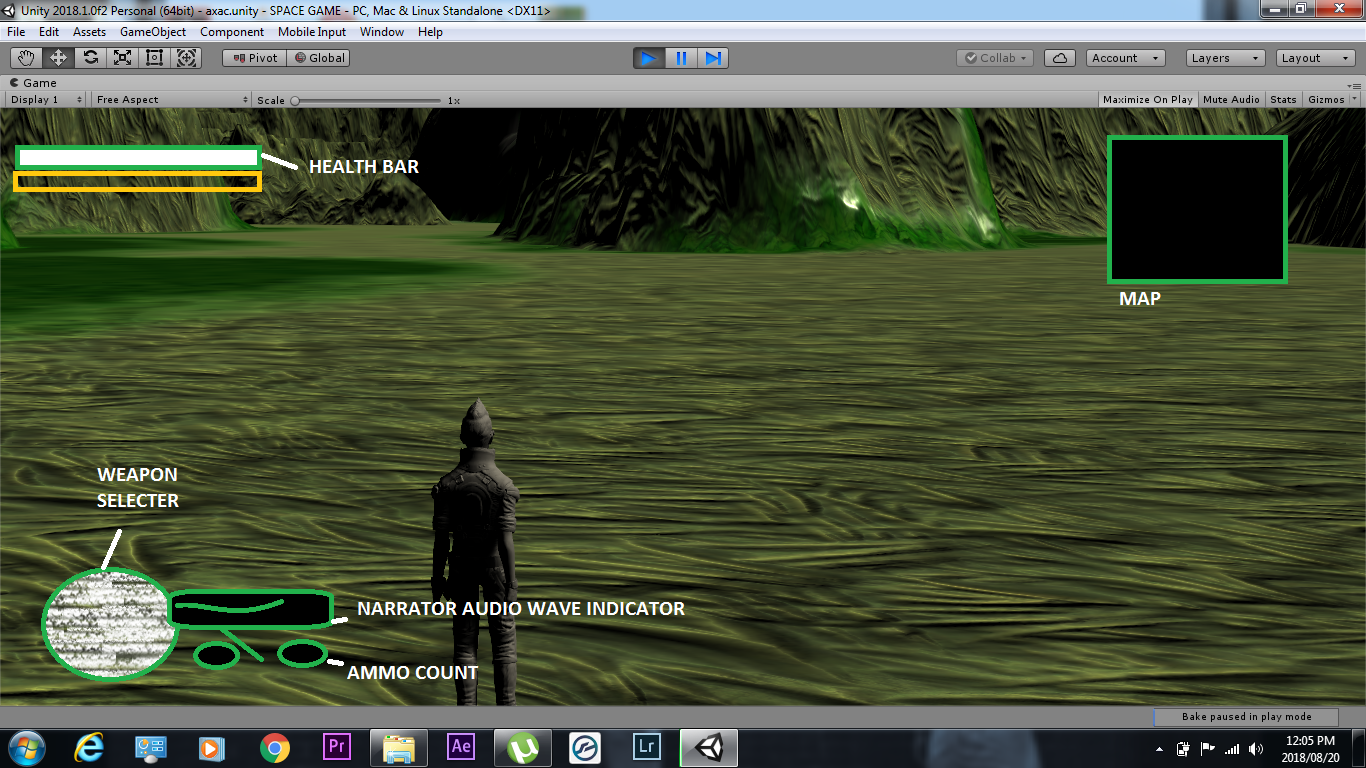 Unity 2018.1.0f2 Personal (64bit) - axac.unity - SPACE GAME - PC, Mac & Linux Standalone <DX11>
File Edit Assets GameObject Component Mobile Input Window Help
Pivot Global Collab Account Layers Layout
Game
Display 1 Free Aspect Scale 1x Maximize On Play Mute Audio Stats Gizmos
HEALTH BAR
MAP
WEAPON
SELECTER
NARRATOR AUDIO WAVE INDICATOR
AMMO COUNT
Bake paused in play mode
Pr Ae Lr
12:05 PM
2018/08/20